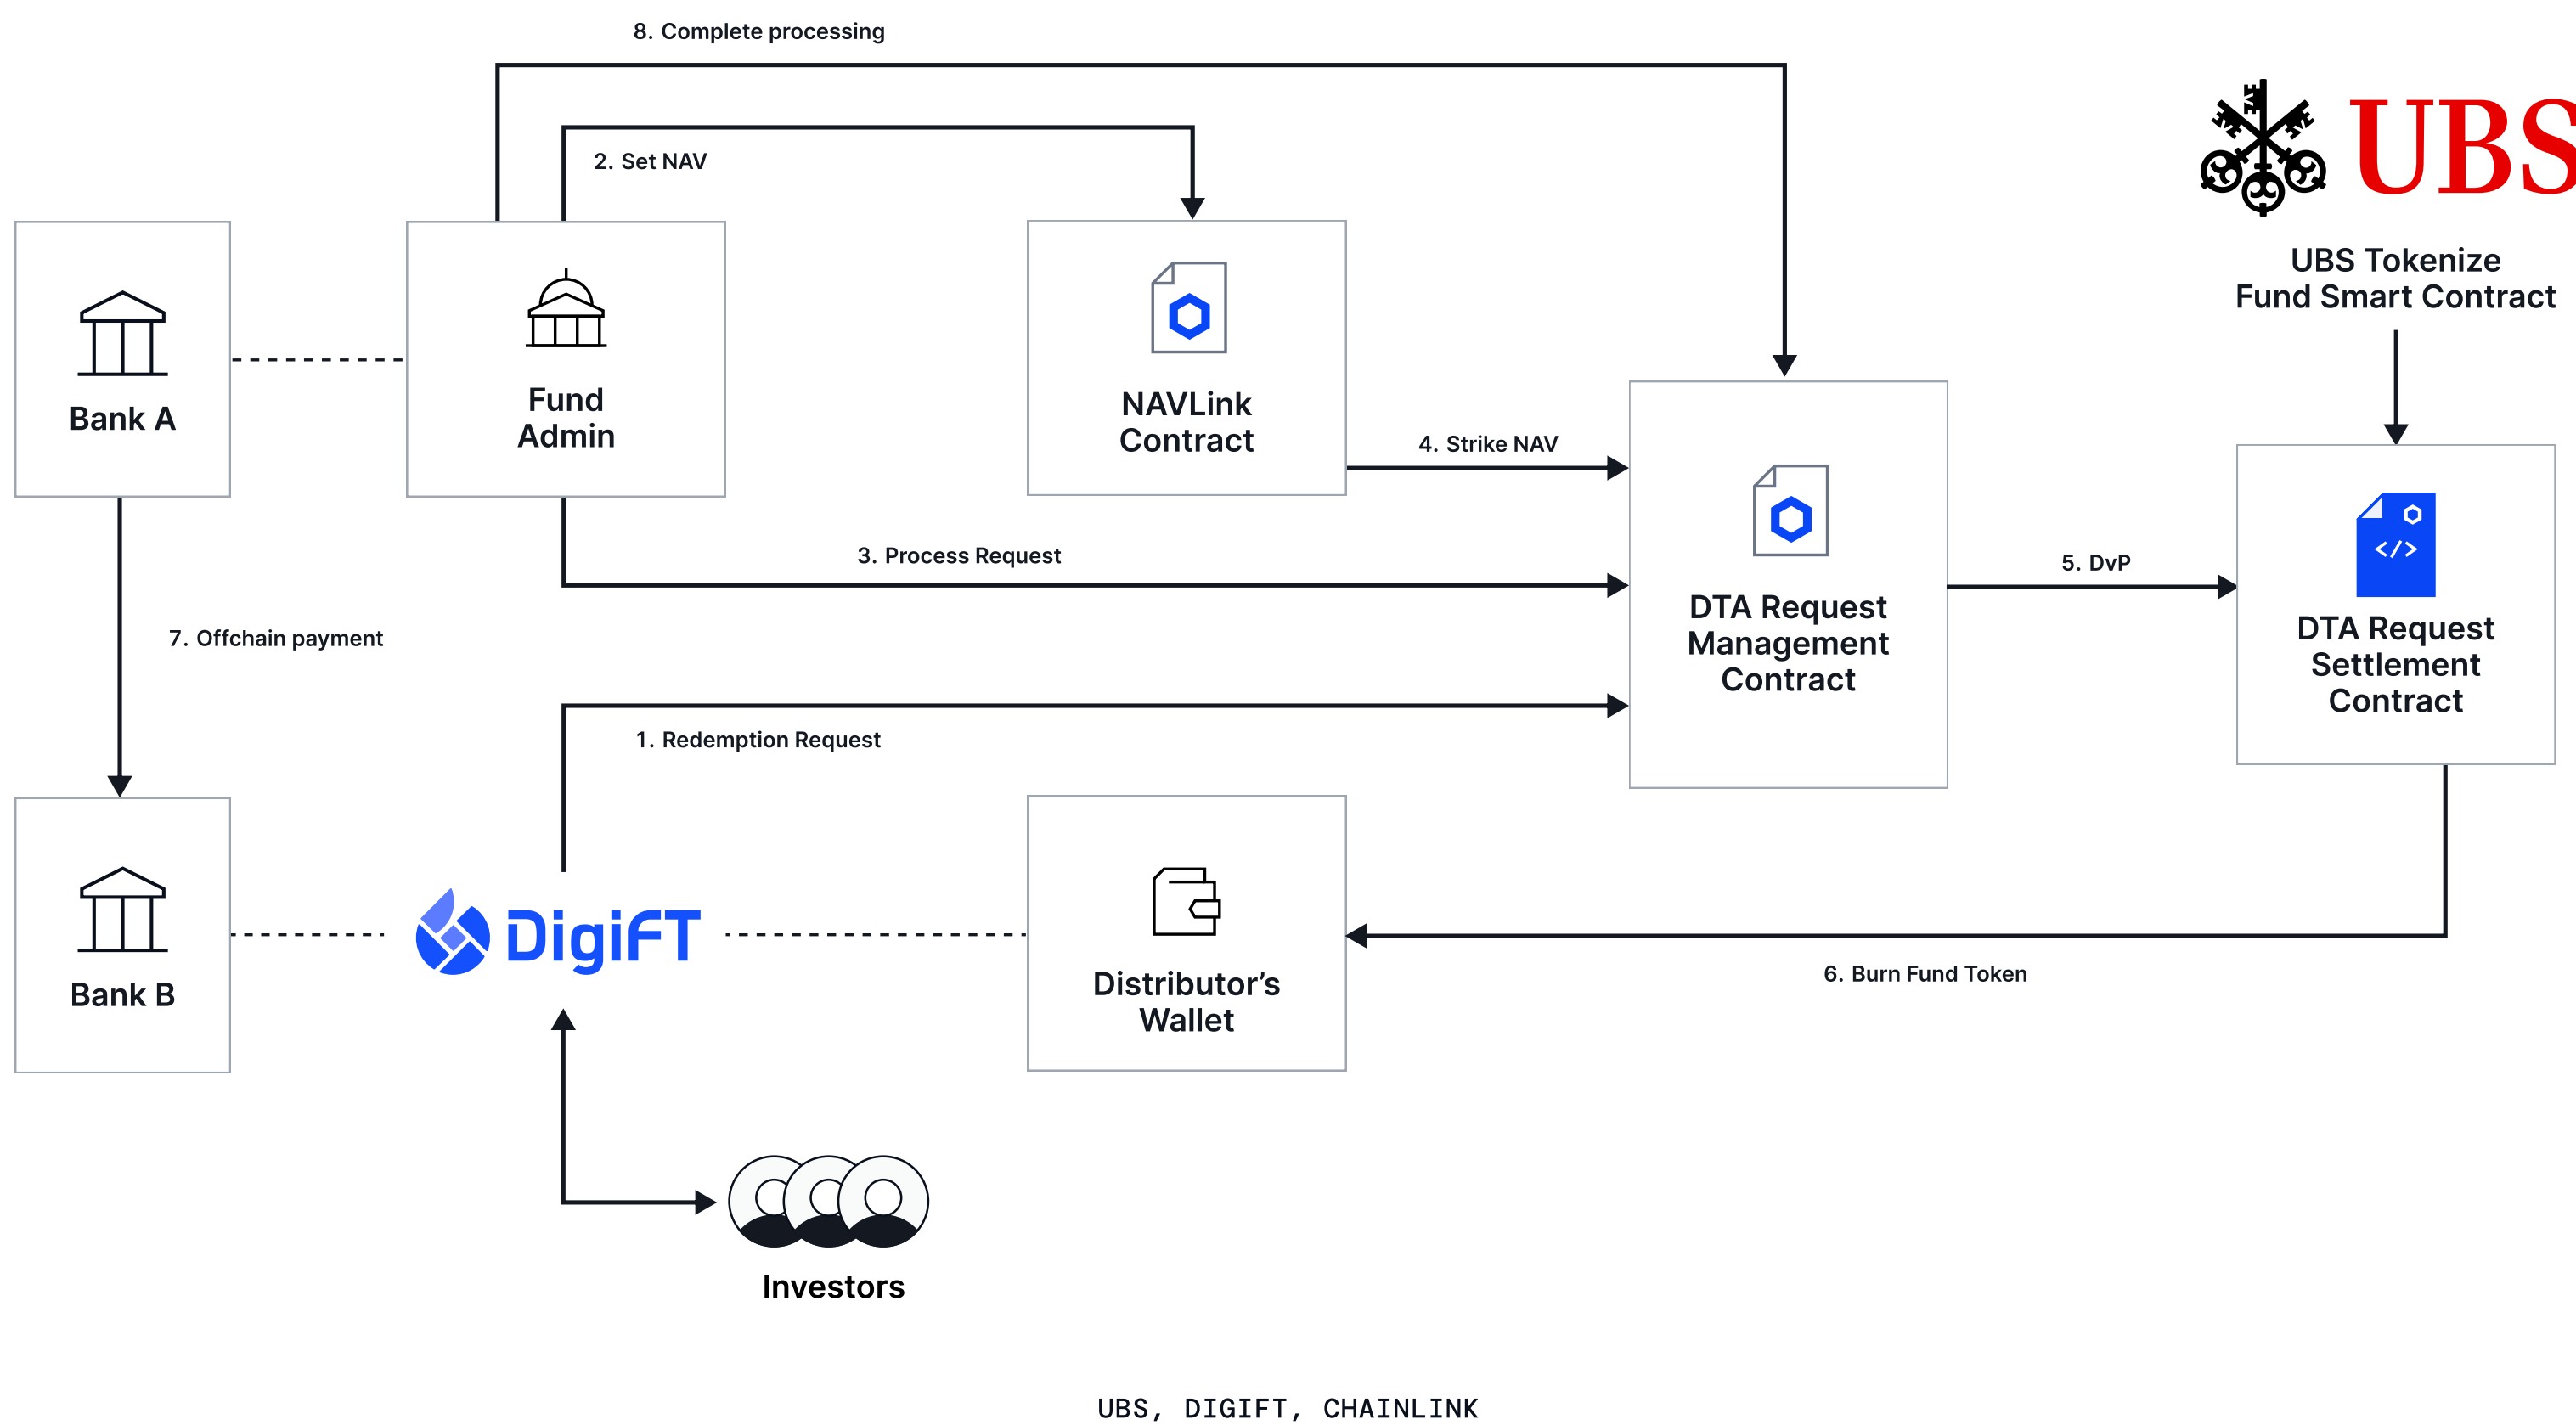 8. Complete processing
2. Set NAV
UBS
UBS Tokenize
Fund Smart Contract
Bank A
Fund
Admin
NAVLink
Contract
4. Strike NAV
3. Process Request
DTA Request
Management
Contract
5. DvP
</>
DTA Request
Settlement
Contract
7. Offchain payment
1. Redemption Request
Bank B
DigiFT
Distributor’s
Wallet
6. Burn Fund Token
Investors
UBS, DIGIFT, CHAINLINK